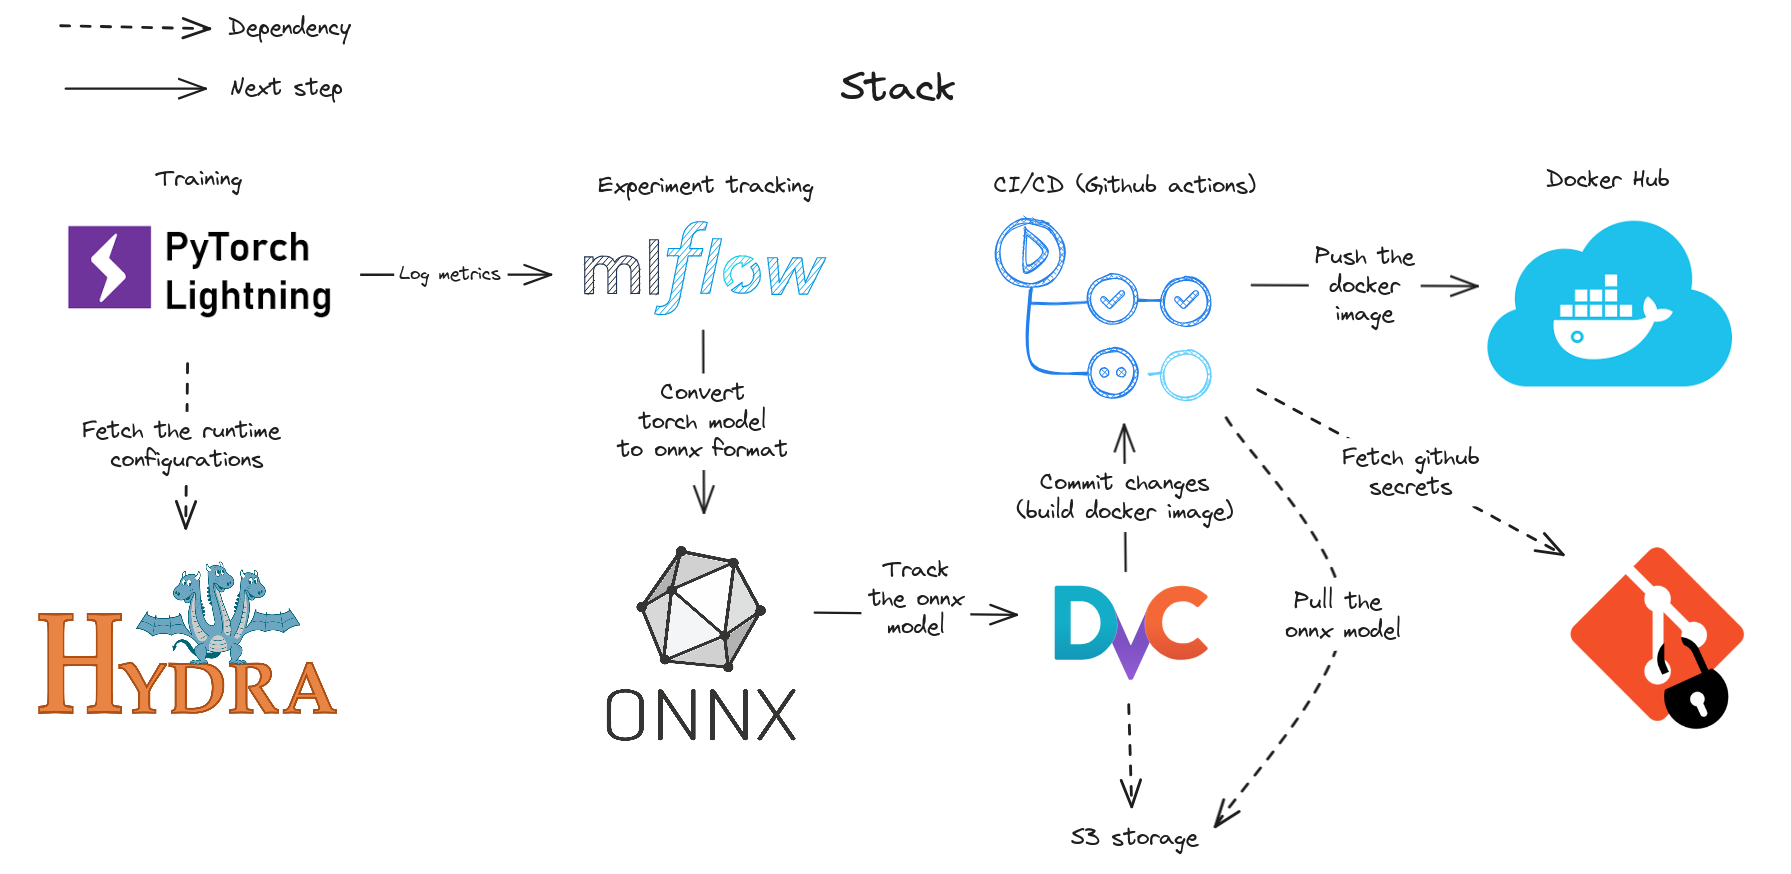 Dependency
Next step
Stack
Training
PyTorch
Lightning
Log metrics
Experiment tracking
mlflow
CI/CD (Github actions)
Docker Hub
Push the
docker
image
Fetch the runtime
configurations
Convert
torch model
to onnx format
Commit changes
(build docker image)
Fetch github
secrets
HYDRA
ONNX
Track
the onnx
model
DVC
Pull the
onnx model
S3 storage